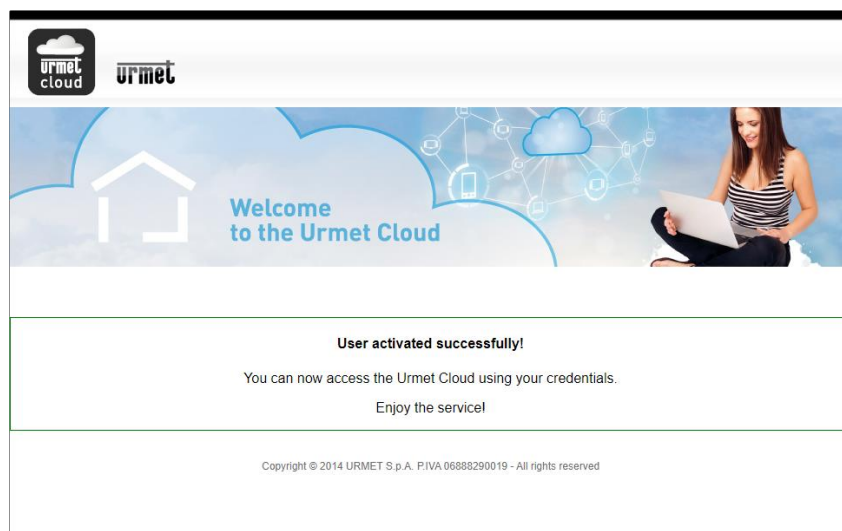 urmet
cloud
urmet
Welcome
to the Urmet Cloud
User activated successfully!
You can now access the Urmet Cloud using your credentials.
Enjoy the service!
Copyright © 2014 URMET S.p.A. P.IVA 06888290019 - All rights reserved